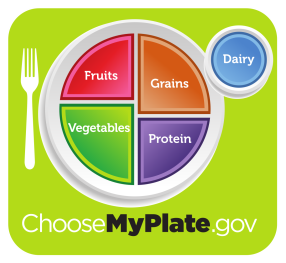 Fruits
Grains
Dairy
Vegetables
Protein
ChooseMyPlate.gov